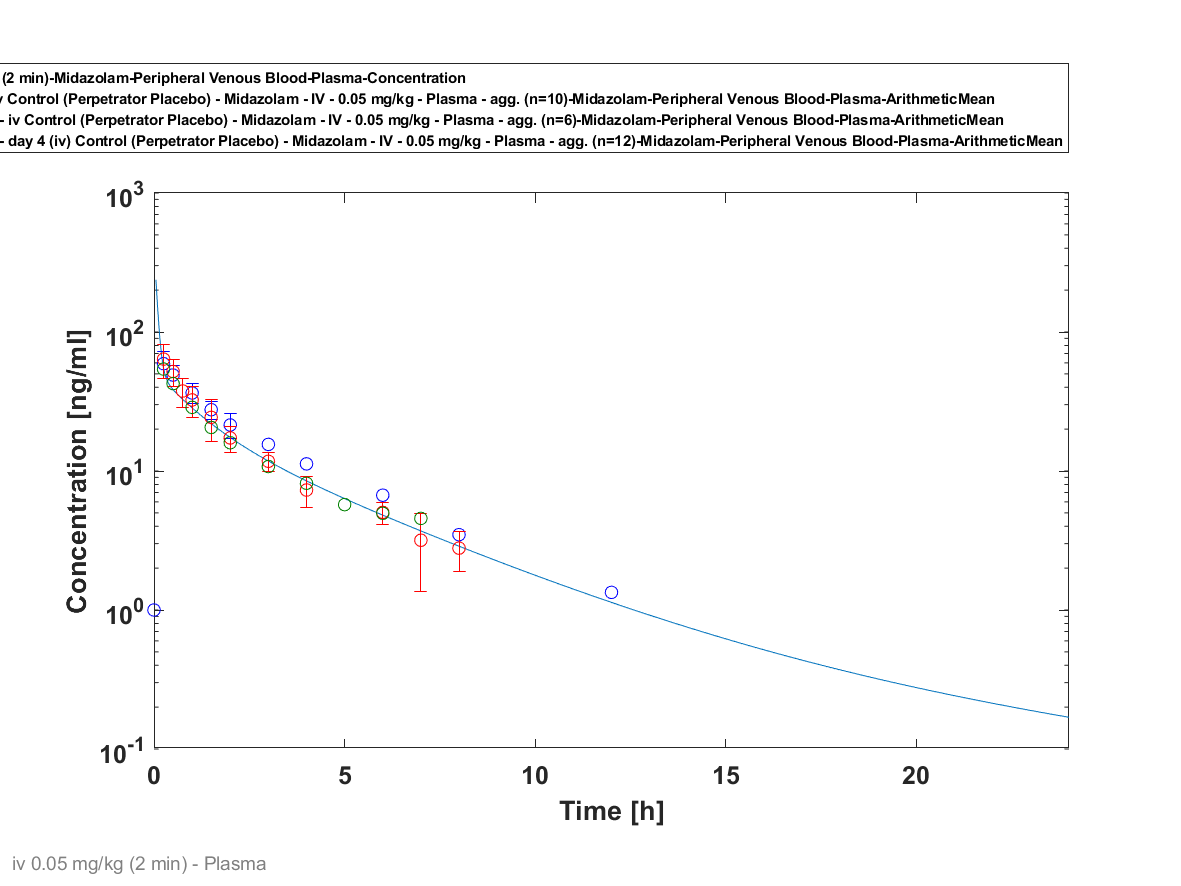 (2 min)-Midazolam-Peripheral Venous Blood-Plasma-Concentration
Control (Perpetrator Placebo) - Midazolam - IV - 0.05 mg/kg - Plasma - agg. (n=10)-Midazolam-Peripheral Venous Blood-Plasma-ArithmeticMean
- iv Control (Perpetrator Placebo) - Midazolam - IV - 0.05 mg/kg - Plasma - agg. (n=6)-Midazolam-Peripheral Venous Blood-Plasma-ArithmeticMean
- day 4 (iv) Control (Perpetrator Placebo) - Midazolam - IV - 0.05 mg/kg - Plasma - agg. (n=12)-Midazolam-Peripheral Venous Blood-Plasma-ArithmeticMean
10^3
10^2
10^1
10^0
10^-1
Concentration [ng/ml]
0 5 10 15 20
Time [h]
iv 0.05 mg/kg (2 min) - Plasma